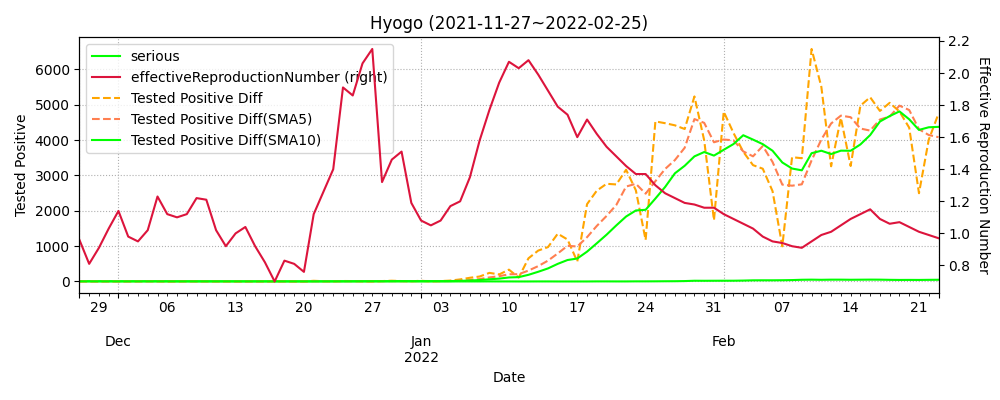 Hyogo (2021-11-27~2022-02-25)
serious
effectiveReproductionNumber (right)
Tested Positive Diff
Tested Positive Diff(SMA5)
Tested Positive Diff(SMA10)
Tested Positive
6000
5000
4000
3000
2000
1000
0
2.2
2.0
1.8
1.6
1.4
1.2
1.0
0.8
Effective Reproduction Number
29 06 13 20 27 03 10 17 24 31 07 14 21
Dec Jan Feb
2022
Date